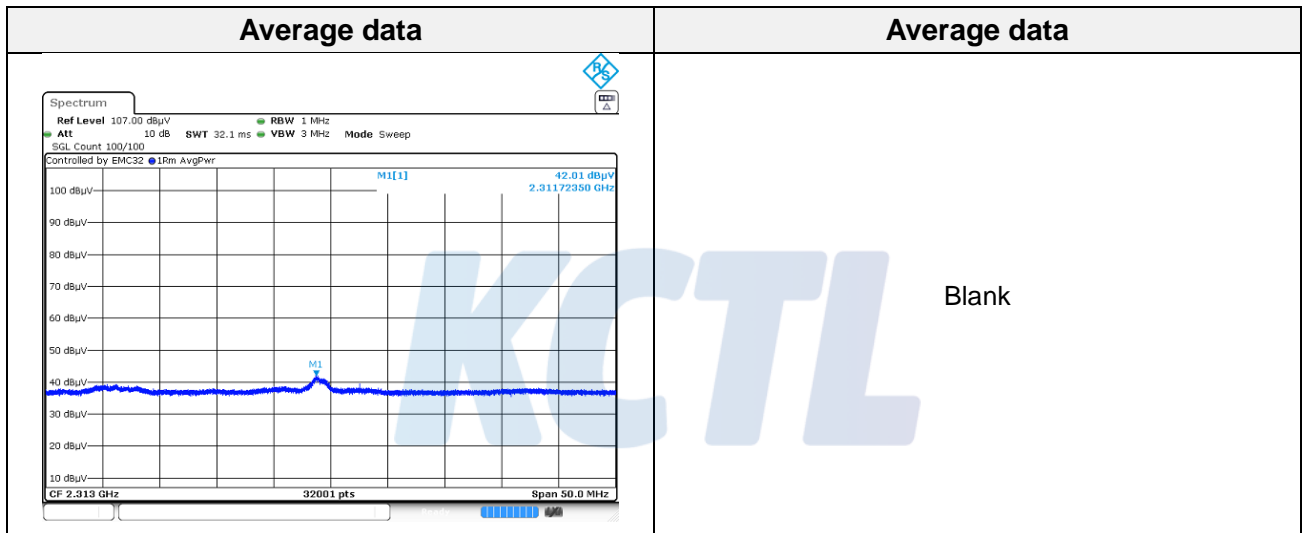 Average data
Average data
R&S
Spectrum
Ref Level 107.00 dBµV RBW 1 MHz
Att 10 dB SWT 32.1 ms VBW 3 MHz Mode Sweep
SGL Count 100/100
Controlled by EMC32 1Rm AvgPwr
M1[1] 42.01 dBµV
2.31172350 GHz
100 dBµV
90 dBµV
80 dBµV
70 dBµV
60 dBµV
50 dBµV
M1
40 dBµV
30 dBµV
20 dBµV
10 dBµV
CF 2.313 GHz 32001 pts Span 50.0 MHz
Blank
KCTL